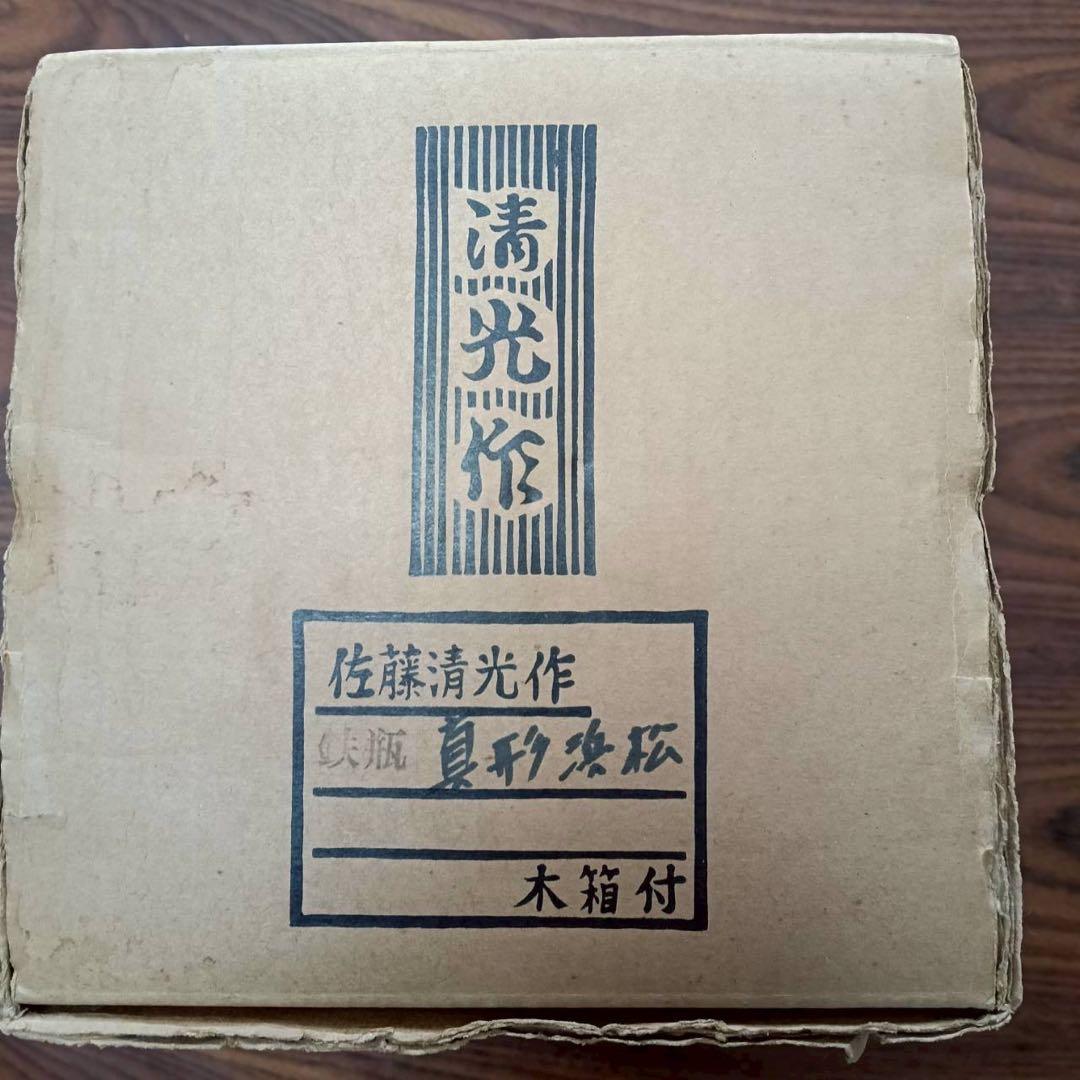 清光作
佐藤清光作
鉄瓶 真形浜松
木箱付